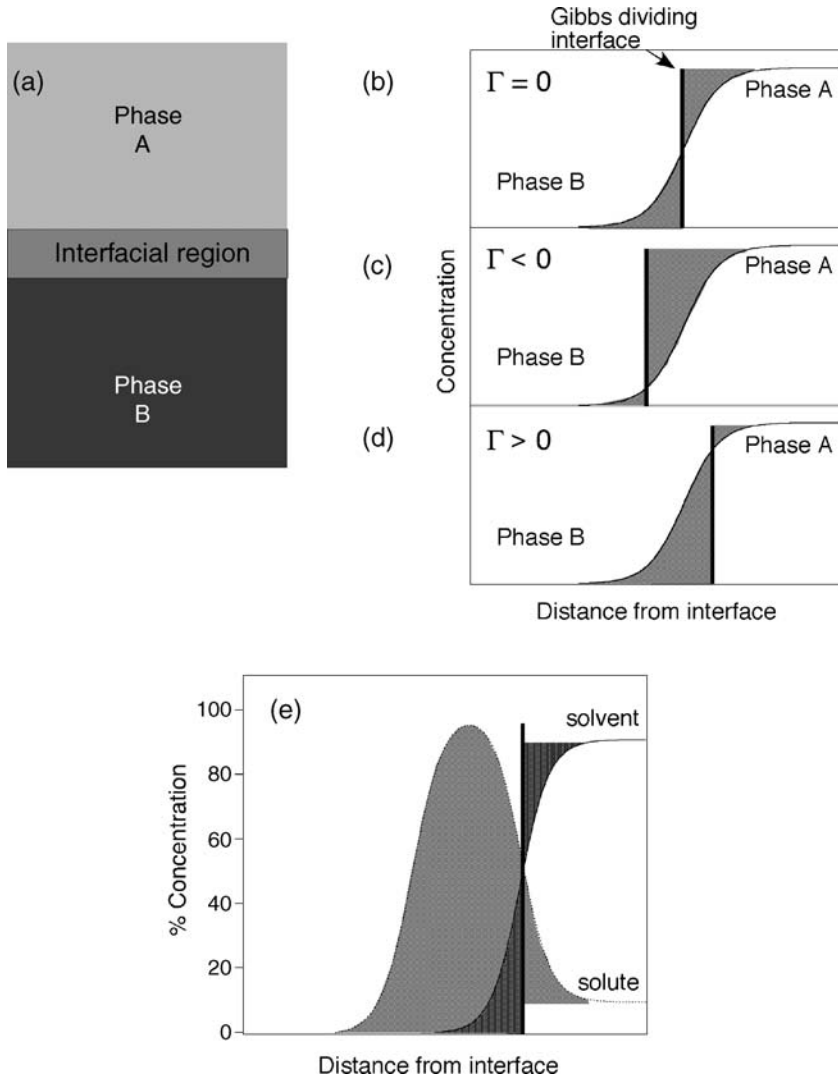 (a)
Phase
A
Interfacial region
Phase
B
Gibbs dividing
interface
(b)
Γ = 0
Phase A
Phase B
(c)
Γ < 0
Phase A
Phase B
Concentration
(d)
Γ > 0
Phase A
Phase B
Distance from interface
(e)
solvent
solute
% Concentration
100
80
60
40
20
0
Distance from interface